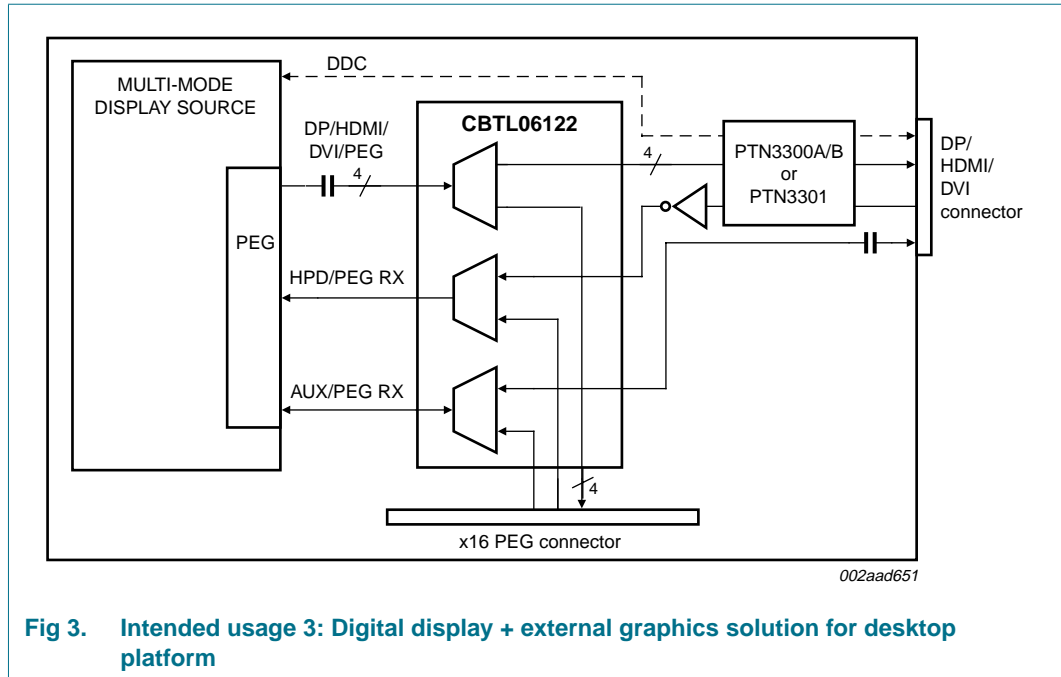 DDC
MULTI-MODE
DISPLAY SOURCE
CBTL06122
DP/HDMI/
DVI/PEG
4
4
PTN3300A/B
or
PTN3301
DP/
HDMI/
DVI
connector
PEG
HPD/PEG RX
AUX/PEG RX
4
x16 PEG connector
002aad651
Fig 3. Intended usage 3: Digital display + external graphics solution for desktop
platform